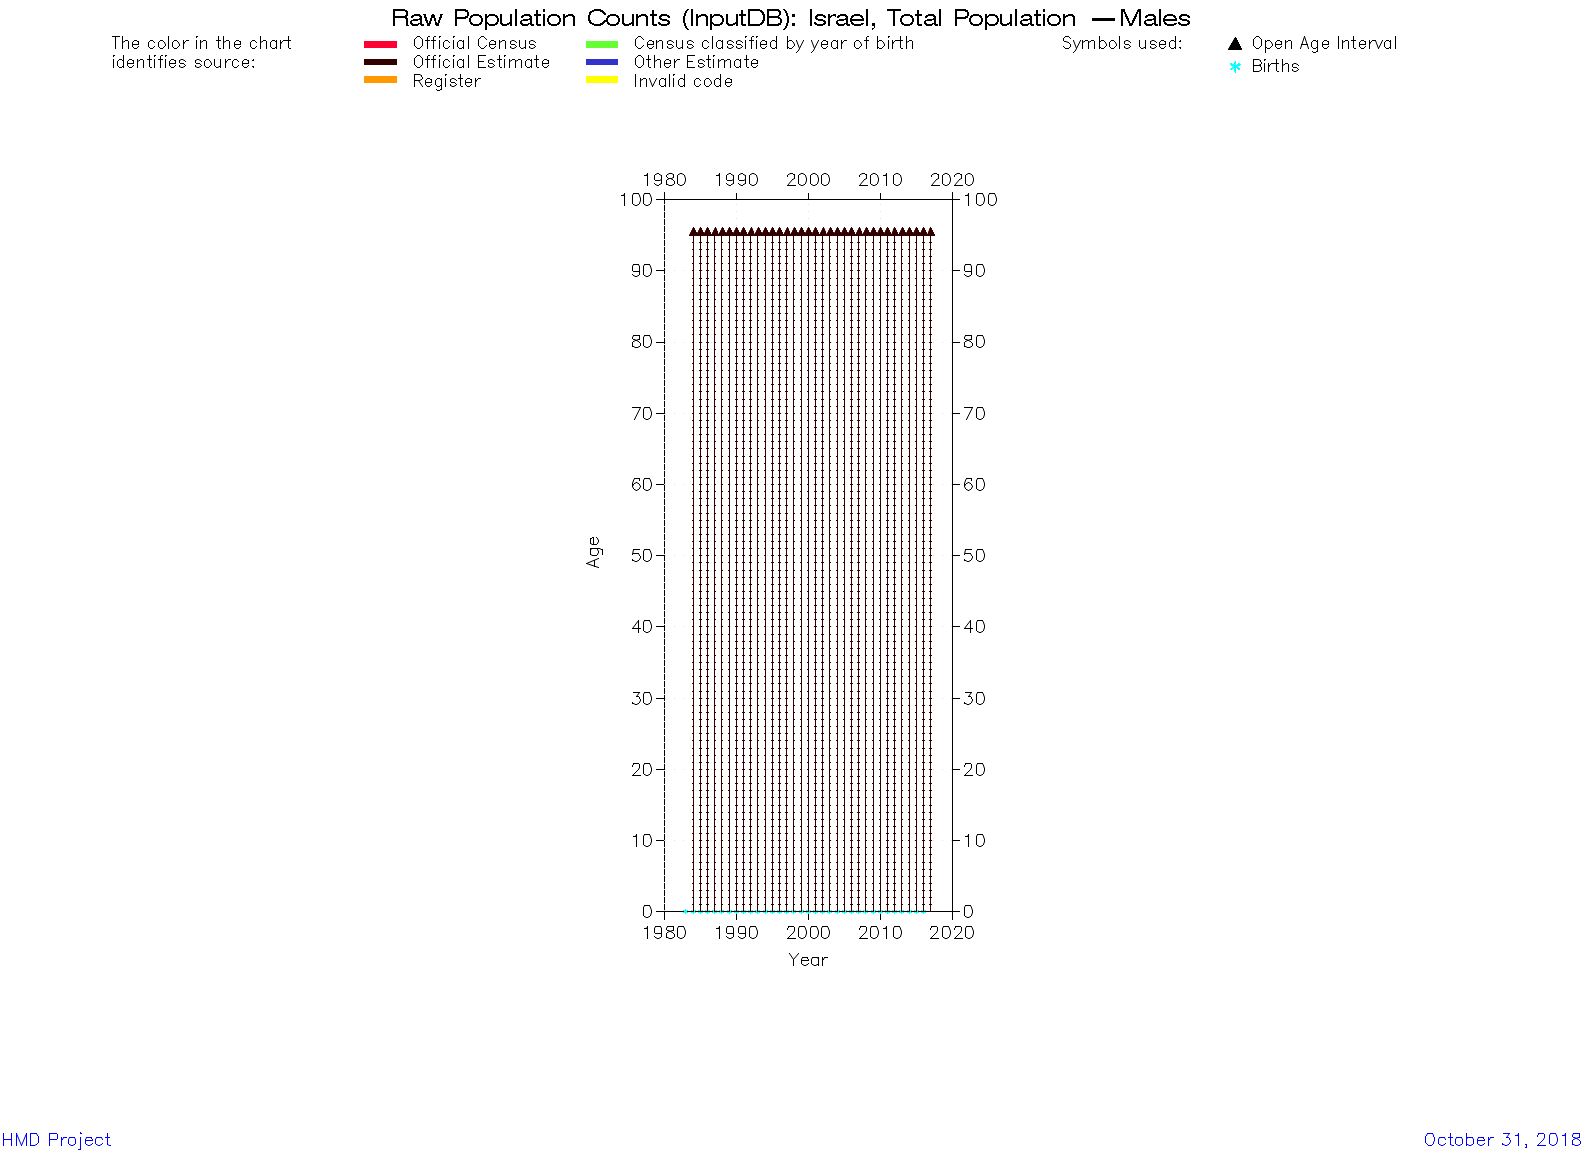 Raw Population Counts (InputDB): Israel, Total Population — Males
The color in the chart
identifies source:
Official Census
Official Estimate
Register
Census classified by year of birth
Other Estimate
Invalid code
Symbols used:
Open Age Interval
Births
1980 1990 2000 2010 2020
100 100
90 90
80 80
70 70
60 60
50 50
40 40
30 30
20 20
10 10
0 0
Age
1980 1990 2000 2010 2020
Year
HMD Project
October 31, 2018